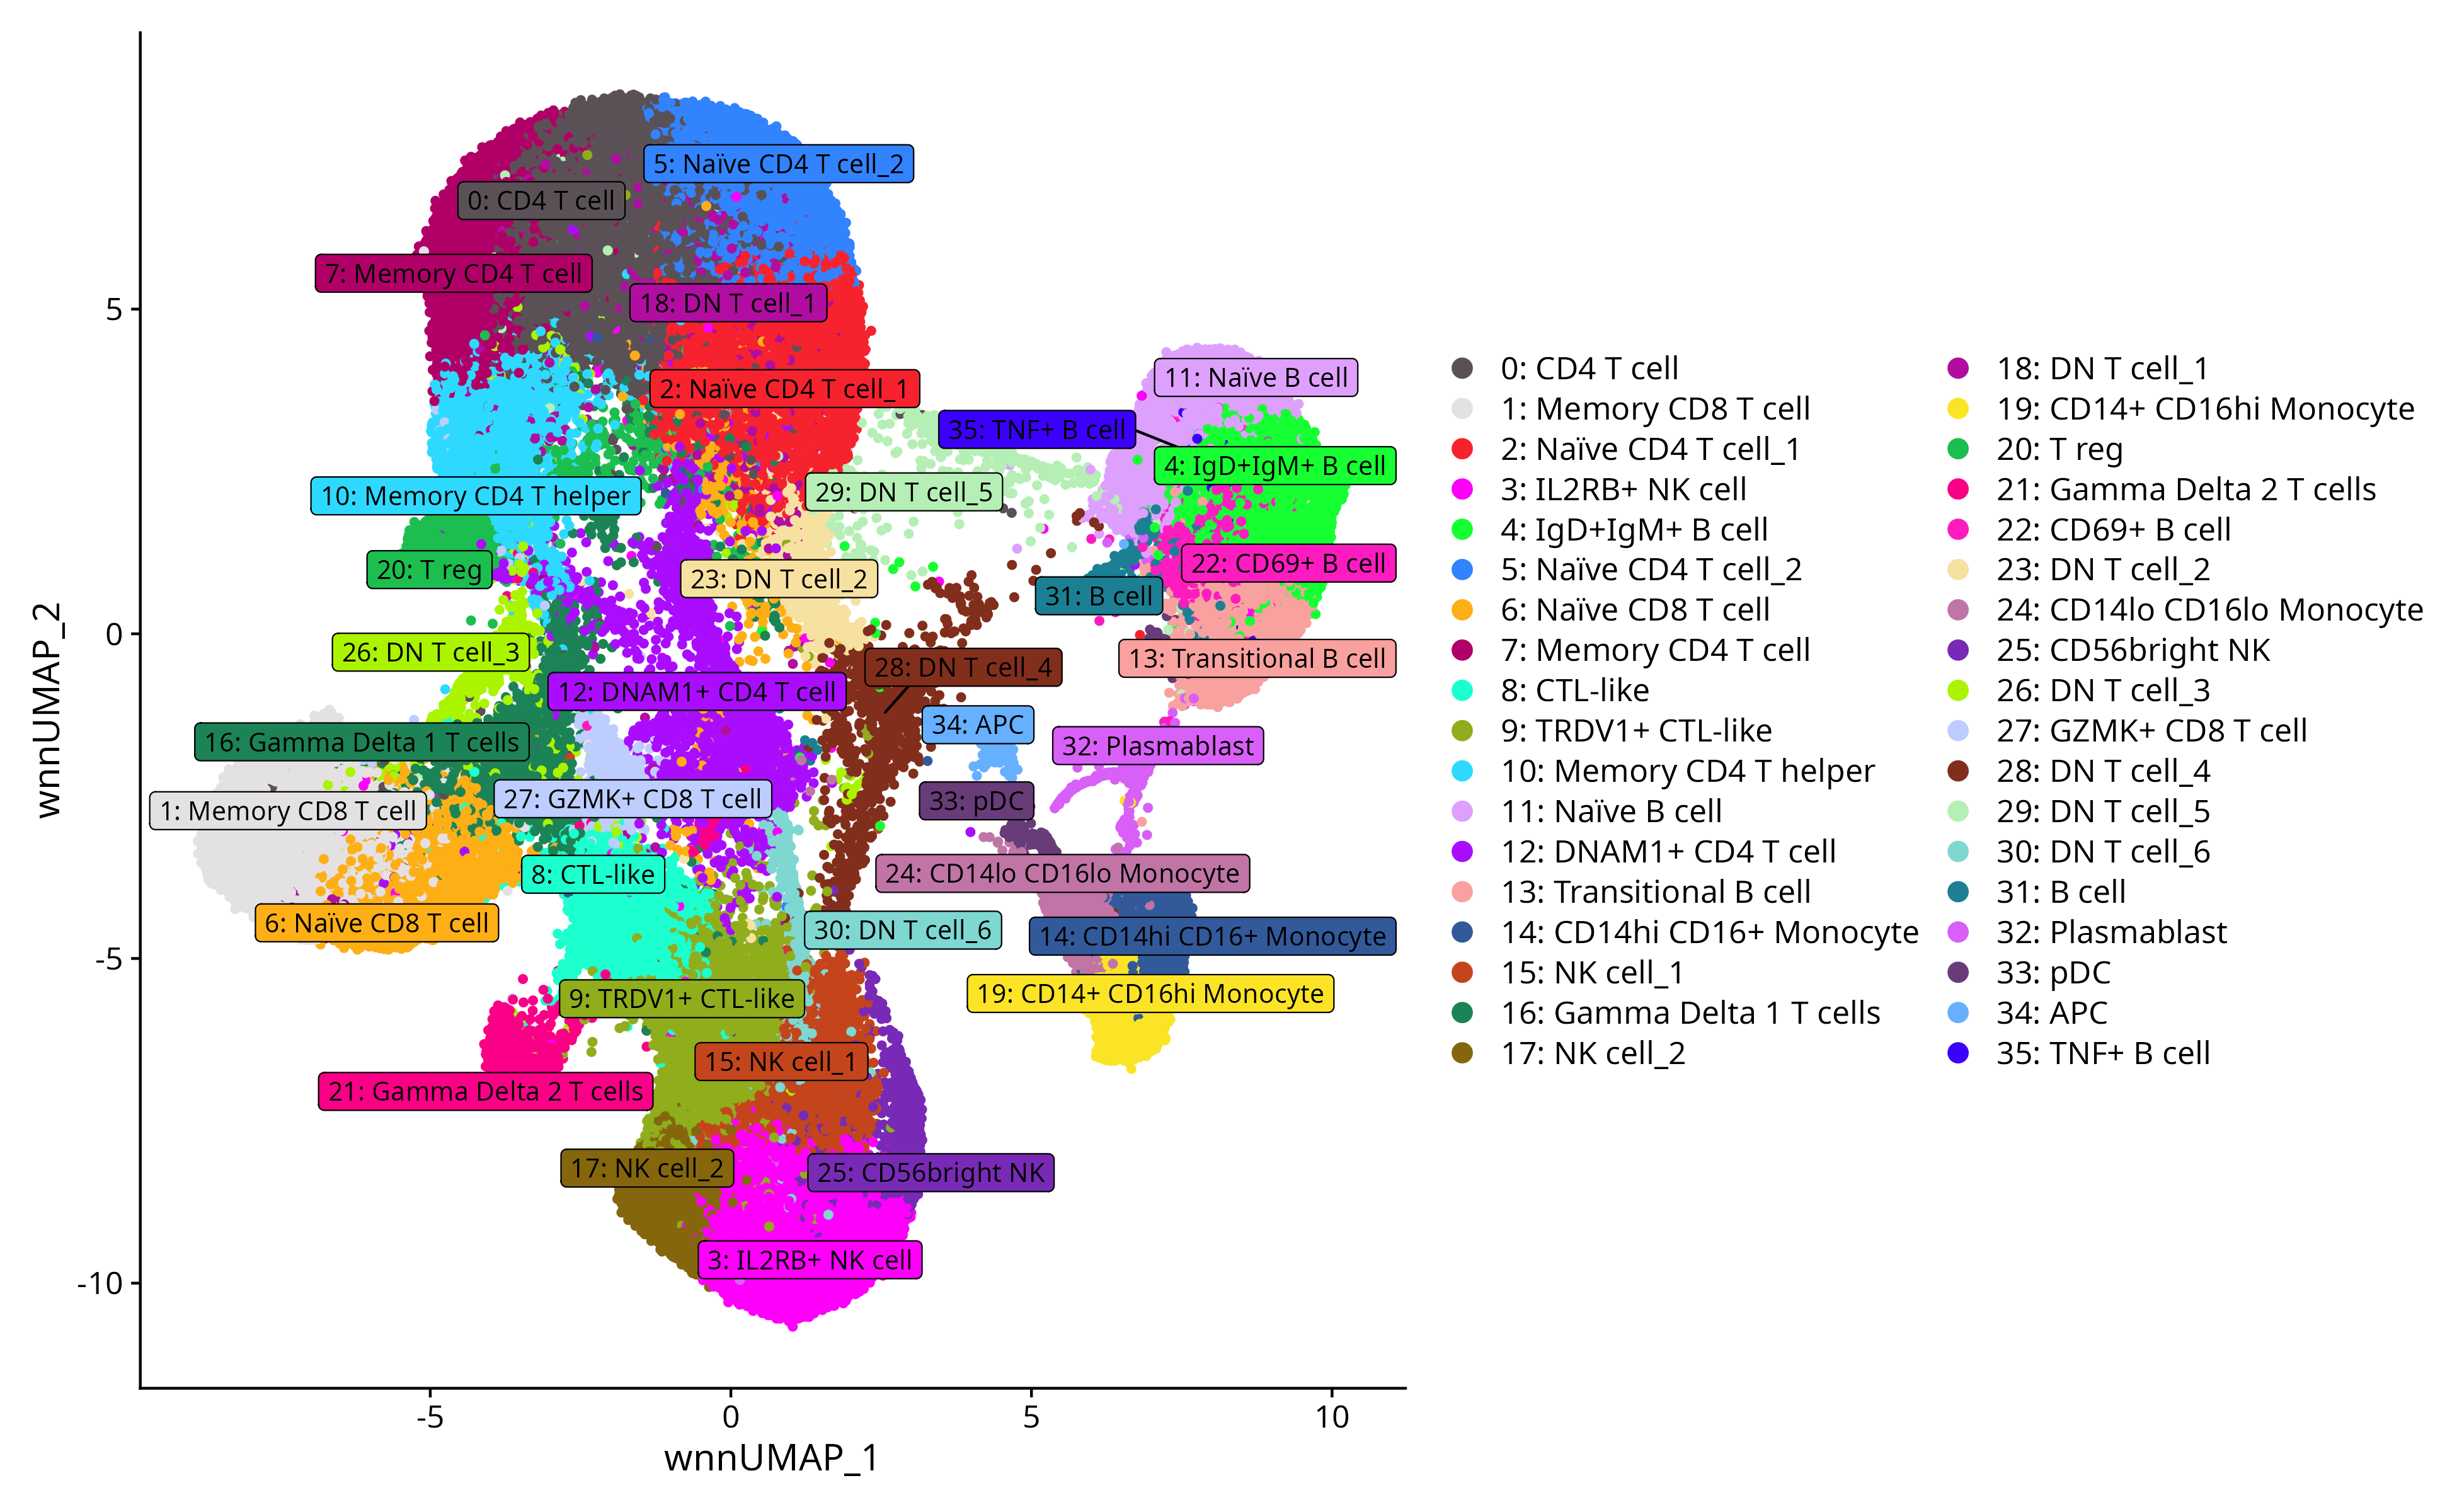 5: Naïve CD4 T cell_2
0: CD4 T cell
7: Memory CD4 T cell
18: DN T cell_1
2: Naïve CD4 T cell_1
11: Naïve B cell
35: TNF+ B cell
4: IgD+IgM+ B cell
29: DN T cell_5
10: Memory CD4 T helper
22: CD69+ B cell
20: T reg
23: DN T cell_2
31: B cell
26: DN T cell_3
13: Transitional B cell
28: DN T cell_4
12: DNAM1+ CD4 T cell
34: APC
16: Gamma Delta 1 T cells
32: Plasmablast
27: GZMK+ CD8 T cell
33: pDC
1: Memory CD8 T cell
24: CD14lo CD16lo Monocyte
8: CTL-like
6: Naïve CD8 T cell
30: DN T cell_6
14: CD14hi CD16+ Monocyte
19: CD14+ CD16hi Monocyte
9: TRDV1+ CTL-like
15: NK cell_1
21: Gamma Delta 2 T cells
17: NK cell_2
25: CD56bright NK
3: IL2RB+ NK cell
5
0
-5
-10
wnnUMAP_2
-5
0
5
10
wnnUMAP_1
0: CD4 T cell
1: Memory CD8 T cell
2: Naïve CD4 T cell_1
3: IL2RB+ NK cell
4: IgD+IgM+ B cell
5: Naïve CD4 T cell_2
6: Naïve CD8 T cell
7: Memory CD4 T cell
8: CTL-like
9: TRDV1+ CTL-like
10: Memory CD4 T helper
11: Naïve B cell
12: DNAM1+ CD4 T cell
13: Transitional B cell
14: CD14hi CD16+ Monocyte
15: NK cell_1
16: Gamma Delta 1 T cells
17: NK cell_2
18: DN T cell_1
19: CD14+ CD16hi Monocyte
20: T reg
21: Gamma Delta 2 T cells
22: CD69+ B cell
23: DN T cell_2
24: CD14lo CD16lo Monocyte
25: CD56bright NK
26: DN T cell_3
27: GZMK+ CD8 T cell
28: DN T cell_4
29: DN T cell_5
30: DN T cell_6
31: B cell
32: Plasmablast
33: pDC
34: APC
35: TNF+ B cell